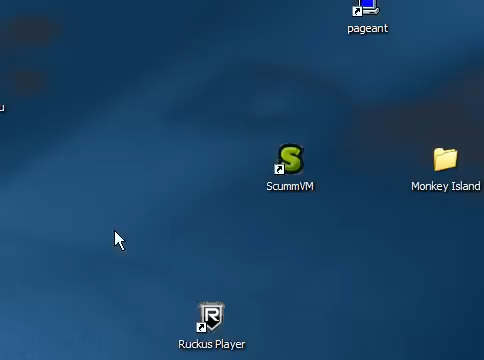 pageant
u
ScummVM
Monkey Island
Ruckus Player